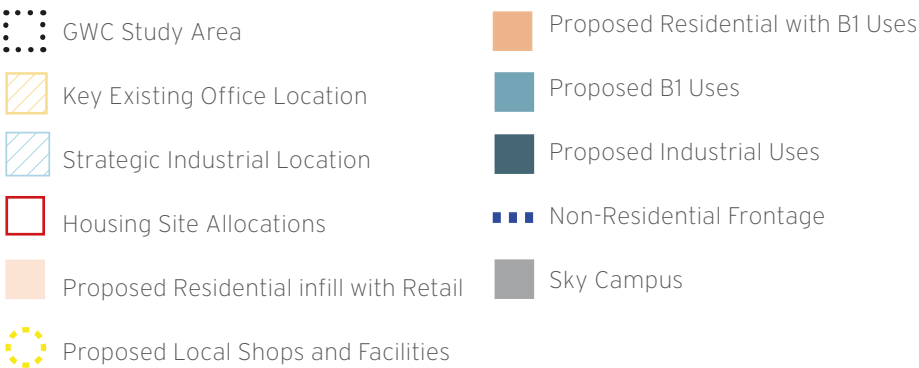 GWC Study Area
Key Existing Office Location
Strategic Industrial Location
Housing Site Allocations
Proposed Residential infill with Retail
Proposed Local Shops and Facilities
Proposed Residential with B1 Uses
Proposed B1 Uses
Proposed Industrial Uses
Non-Residential Frontage
Sky Campus